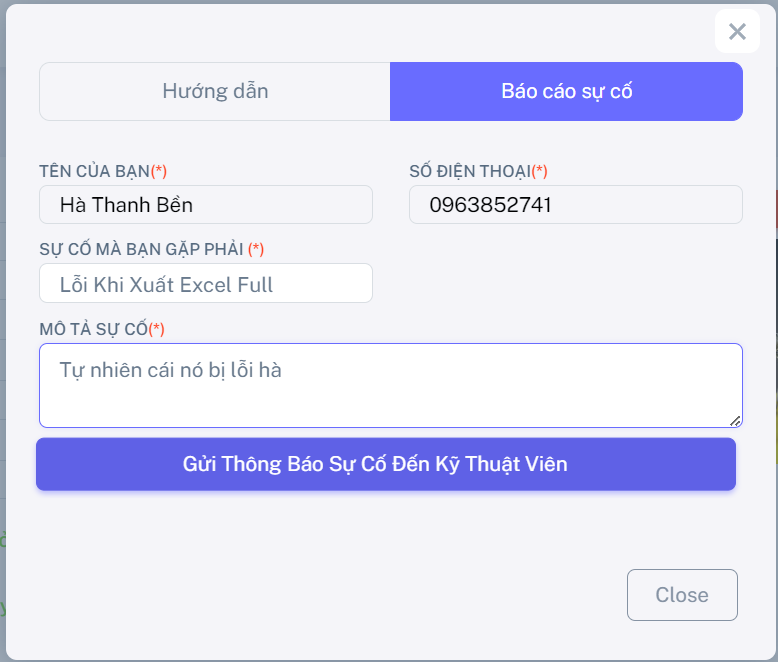 Hướng dẫn
Báo cáo sự cố
TÊN CỦA BẠN(*)
SỐ ĐIỆN THOẠI(*)
Hà Thanh Bền
0963852741
SỰ CỐ MÀ BẠN GẶP PHẢI (*)
Lỗi Khi Xuất Excel Full
MÔ TẢ SỰ CỐ(*)
Tự nhiên cái nó bị lỗi hà
Gửi Thông Báo Sự Cố Đến Kỹ Thuật Viên
Close